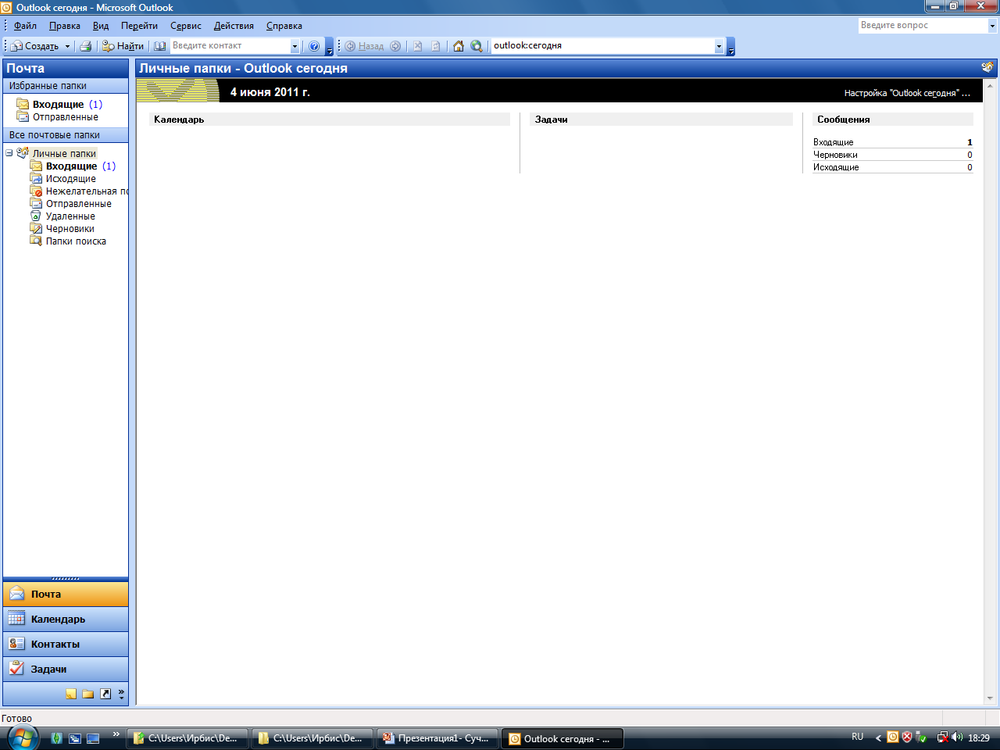 Outlook сегодня - Microsoft Outlook
Файл Правка Вид Перейти Сервис Действия Справка
Введите вопрос
Создать Найти Введите контакт Назад outlook:сегодня
Почта
Личные папки - Outlook сегодня
Избранные папки
4 июня 2011 г.
Настройка "Outlook сегодня" ...
Входящие (1)
Отправленные
Все почтовые папки
Личные папки
Входящие (1)
Исходящие
Нежелательная по
Отправленные
Удаленные
Черновики
Папки поиска
Календарь
Задачи
Сообщения
Входящие 1
Черновики 0
Исходящие 0
Почта
Календарь
Контакты
Задачи
Готово
C:\Users\Ирбис\De...
C:\Users\Ирбис\De...
Презентация1- Суч...
Outlook сегодня - ...
RU
18:29